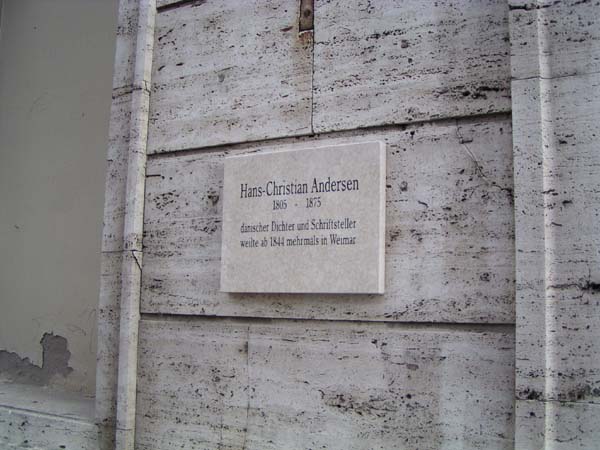 Hans-Christian Andersen
1805 - 1875
dänischer Dichter und Schriftsteller
weilte ab 1844 mehrmals in Weimar